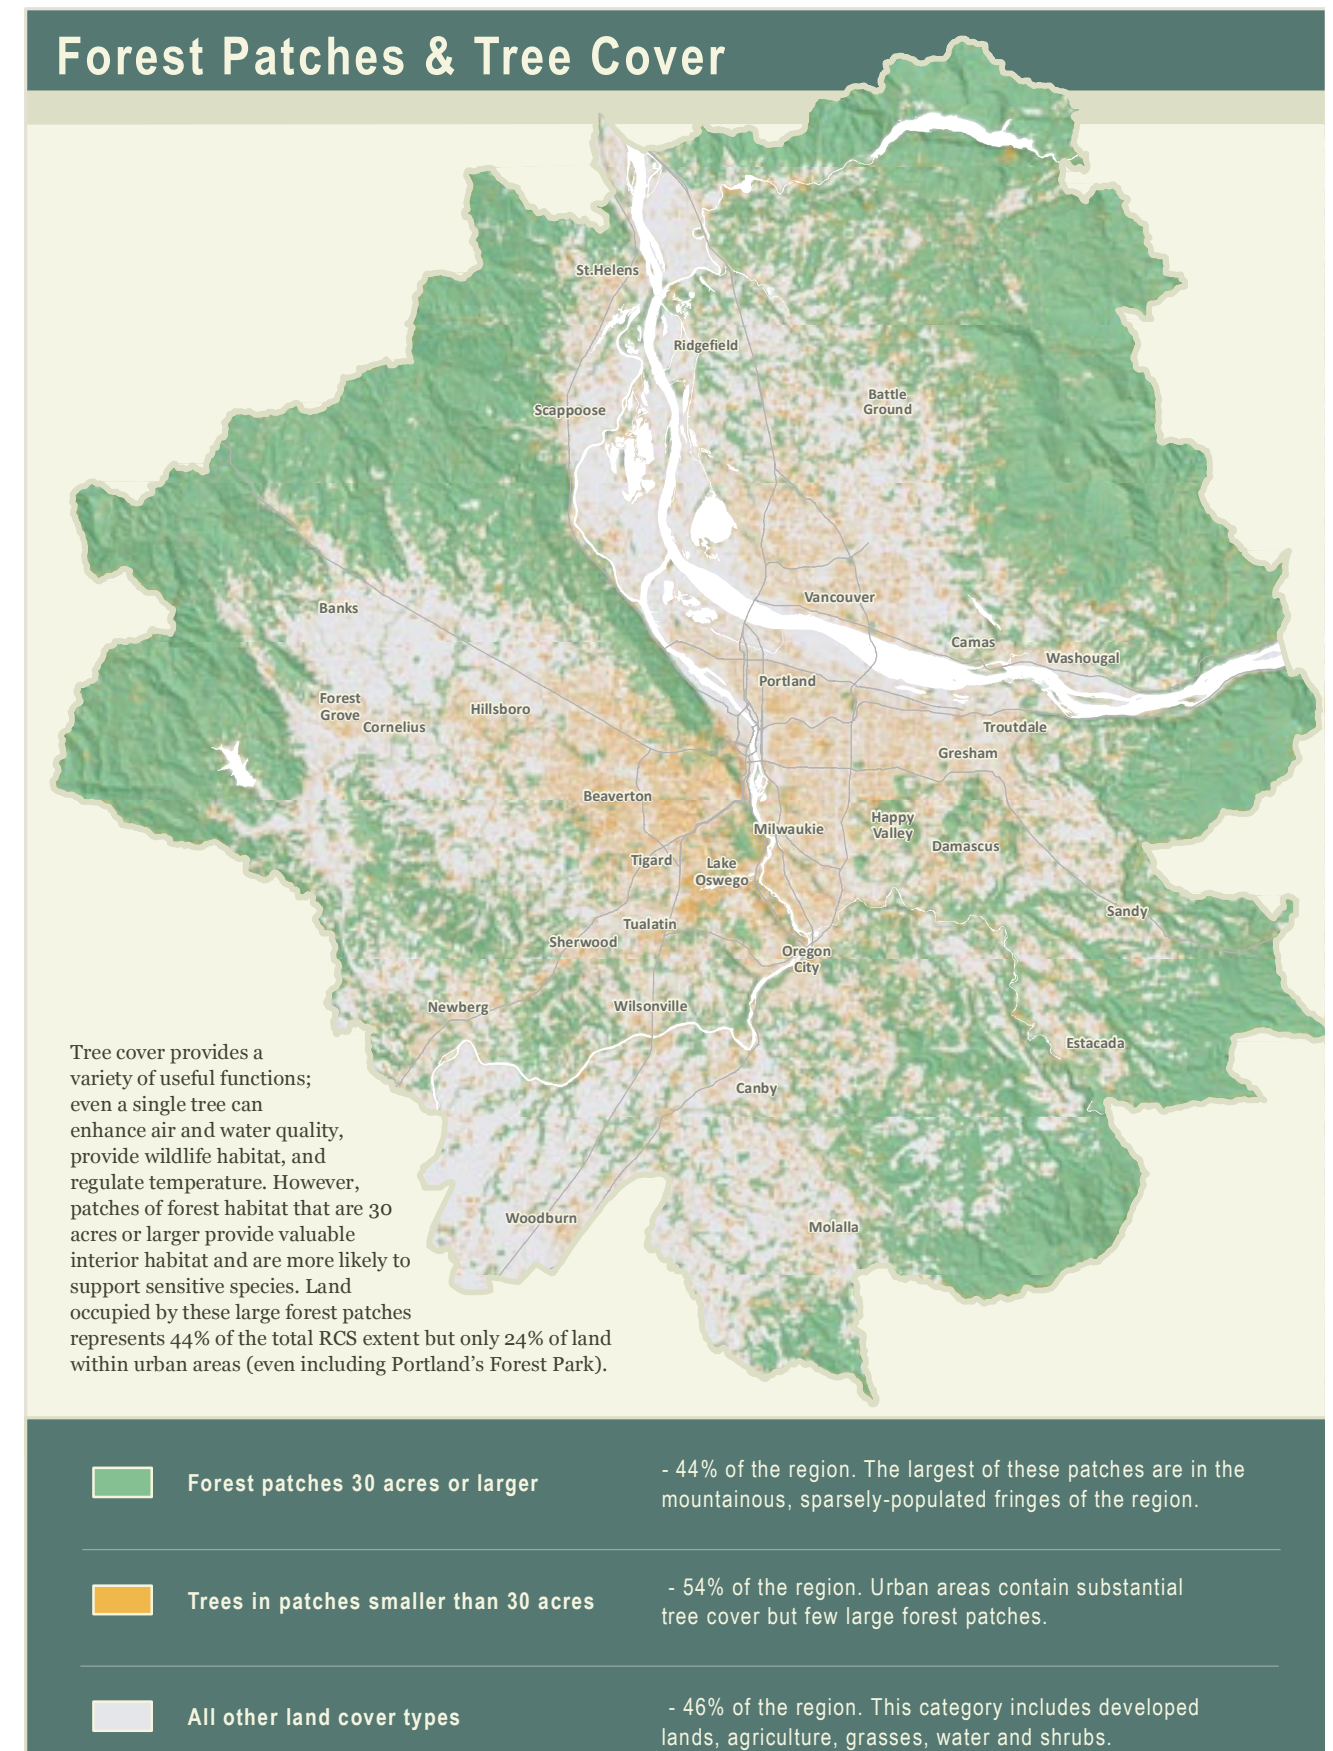 Forest Patches & Tree Cover
St.Helens
Ridgefield
Battle
Ground
Scappoose
Vancouver
Banks
Camas
Washougal
Portland
Forest
Grove
Cornelius
Hillsboro
Troutdale
Gresham
Beaverton
Happy
Valley
Milwaukie
Damascus
Tigard
Lake
Oswego
Sandy
Tualatin
Sherwood
Oregon
City
Newberg
Wilsonville
Estacada
Canby
Woodburn
Molalla
Tree cover provides a
variety of useful functions;
even a single tree can
enhance air and water quality,
provide wildlife habitat, and
regulate temperature. However,
patches of forest habitat that are 30
acres or larger provide valuable
interior habitat and are more likely to
support sensitive species. Land
occupied by these large forest patches
represents 44% of the total RCS extent but only 24% of land
within urban areas (even including Portland's Forest Park).
Forest patches 30 acres or larger
- 44% of the region. The largest of these patches are in the
mountainous, sparsely-populated fringes of the region.
Trees in patches smaller than 30 acres
- 54% of the region. Urban areas contain substantial
tree cover but few large forest patches.
All other land cover types
- 46% of the region. This category includes developed
lands, agriculture, grasses, water and shrubs.